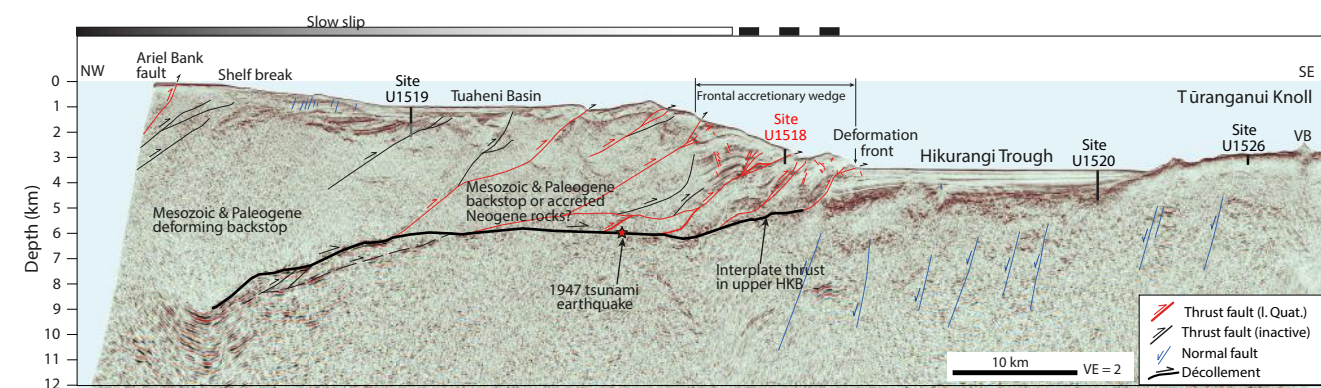 Slow slip
NW
Ariel Bank
fault
Shelf break
Site
U1519
Tuaheni Basin
Frontal accretionary wedge
Site
U1518
Deformation
front
Hikurangi Trough
Site
U1520
Tūranganui Knoll
Site
U1526
SE
VB
0
1
2
3
4
5
6
7
8
9
10
11
12
Depth (km)
Mesozoic & Paleogene
deforming backstop
Mesozoic & Paleogene
backstop or accreted
Neogene rocks?
1947 tsunami
earthquake
Interplate thrust
in upper HKB
10 km
VE = 2
Thrust fault (l. Quat.)
Thrust fault (inactive)
Normal fault
Décollement